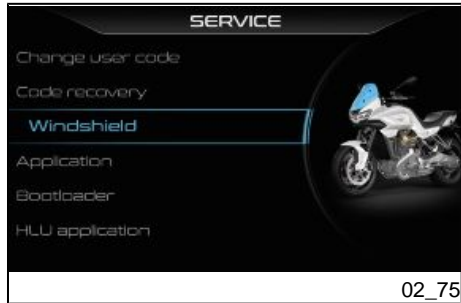 SERVICE
Change user code
Code recovery
Windshield
Application
Bootloader
HLU application
02_75